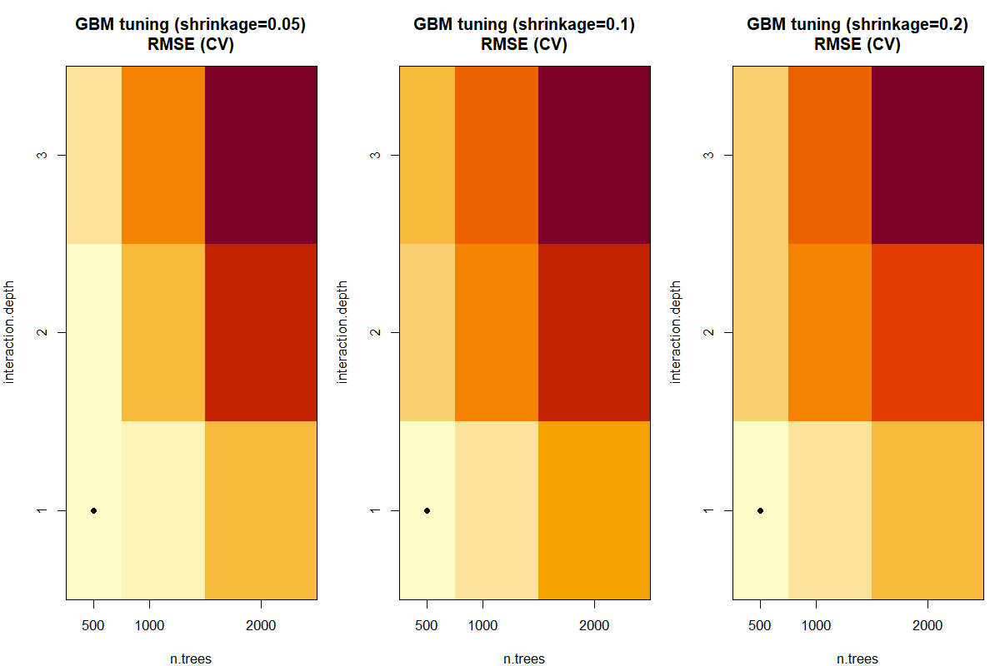 GBM tuning (shrinkage=0.05)
RMSE (CV)
interaction.depth
3
2
1
500 1000 2000
n.trees
GBM tuning (shrinkage=0.1)
RMSE (CV)
interaction.depth
3
2
1
500 1000 2000
n.trees
GBM tuning (shrinkage=0.2)
RMSE (CV)
interaction.depth
3
2
1
500 1000 2000
n.trees